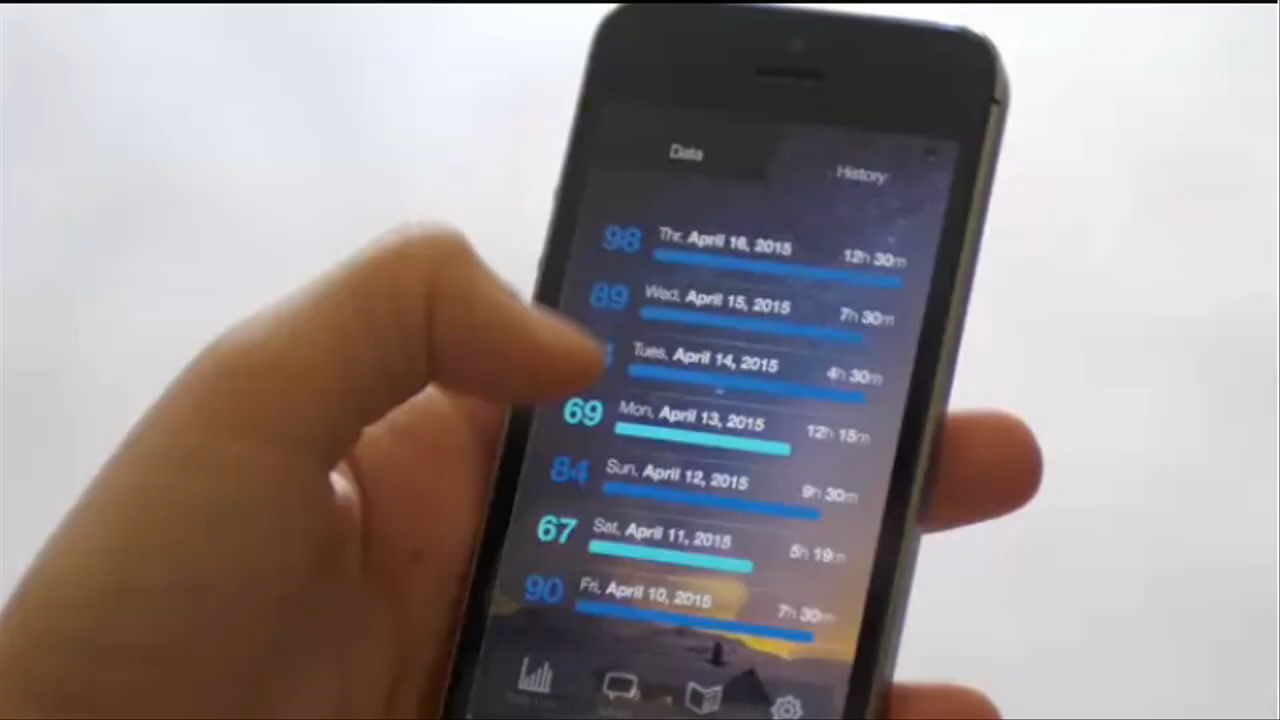 Data
History
98 Thr. April 16, 2015 12h 30m
89 Wed, April 15, 2015 7h 30m
Tues, April 14, 2015 4h 30m
69 Mon, April 13, 2015 12h 15m
84 Sun, April 12, 2015 9h 30m
67 Sat, April 11, 2015 5h 19m
90 Fri, April 10, 2015 7h 30m